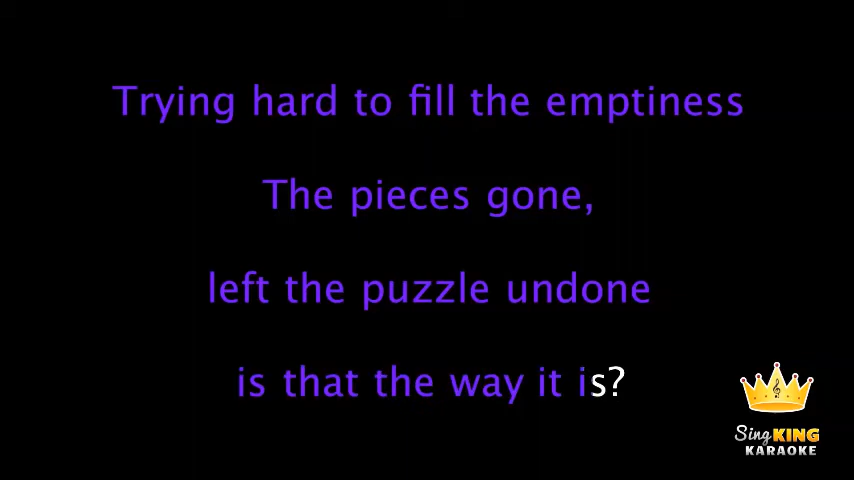 Trying hard to fill the emptiness
The pieces gone,
left the puzzle undone
is that the way it is?
Sing KING
KARAOKE